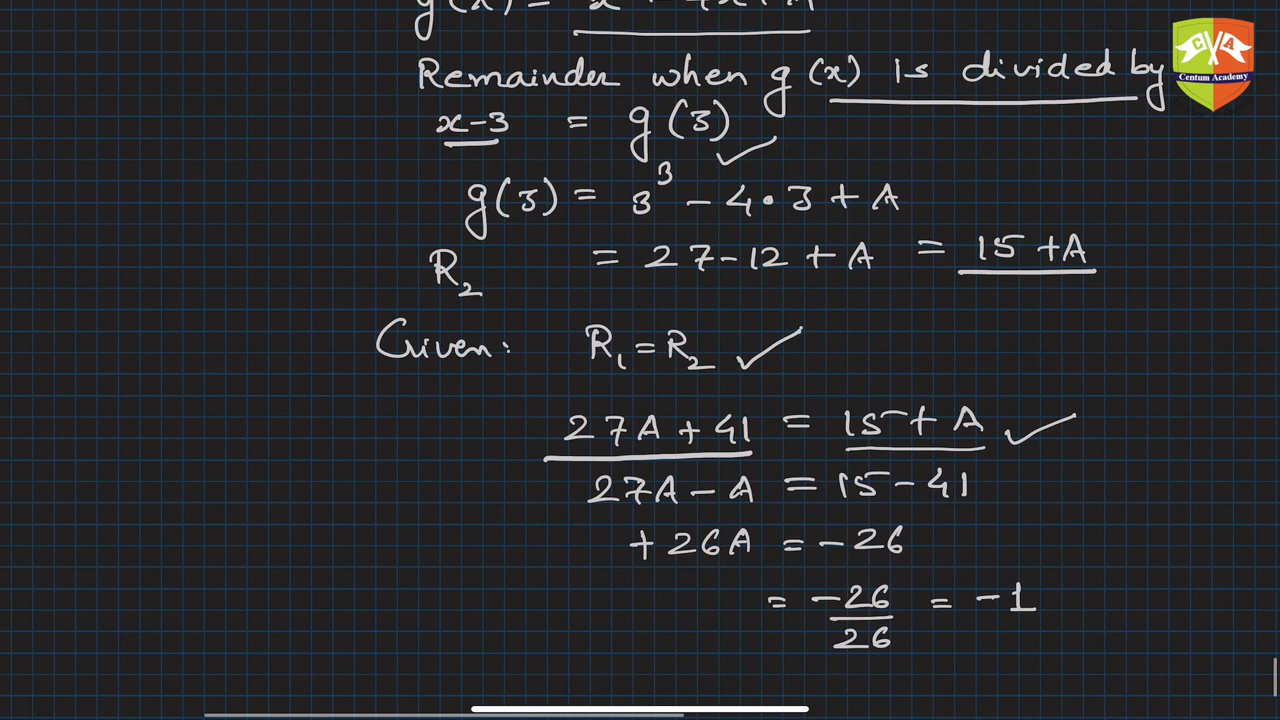 Remainder when g(x) is divided by
x-3 = g(3) ✓
g(3) = 3³ - 4·3 + A
R₂ = 27-12 + A = 15 +A
Given: R₁ = R₂ ✓
27A + 41 = 15 + A ✓
27A - A = 15 - 41
+ 26A = -26
= -26/26 = -1
CVA
Centum Academy